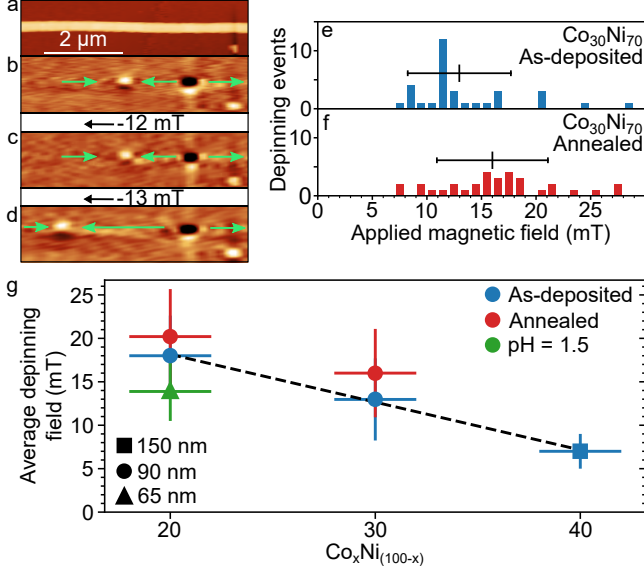 a
2 μm
b
-12 mT
c
-13 mT
d
e
Co30Ni70
As-deposited
f
Co30Ni70
Annealed
Depinning events
10
0
10
5
0
0 5 10 15 20 25
Applied magnetic field (mT)
g
As-deposited
Annealed
pH = 1.5
150 nm
90 nm
65 nm
Average depinning
field (mT)
25
20
15
10
5
0
20 30 40
CoxNi(100-x)